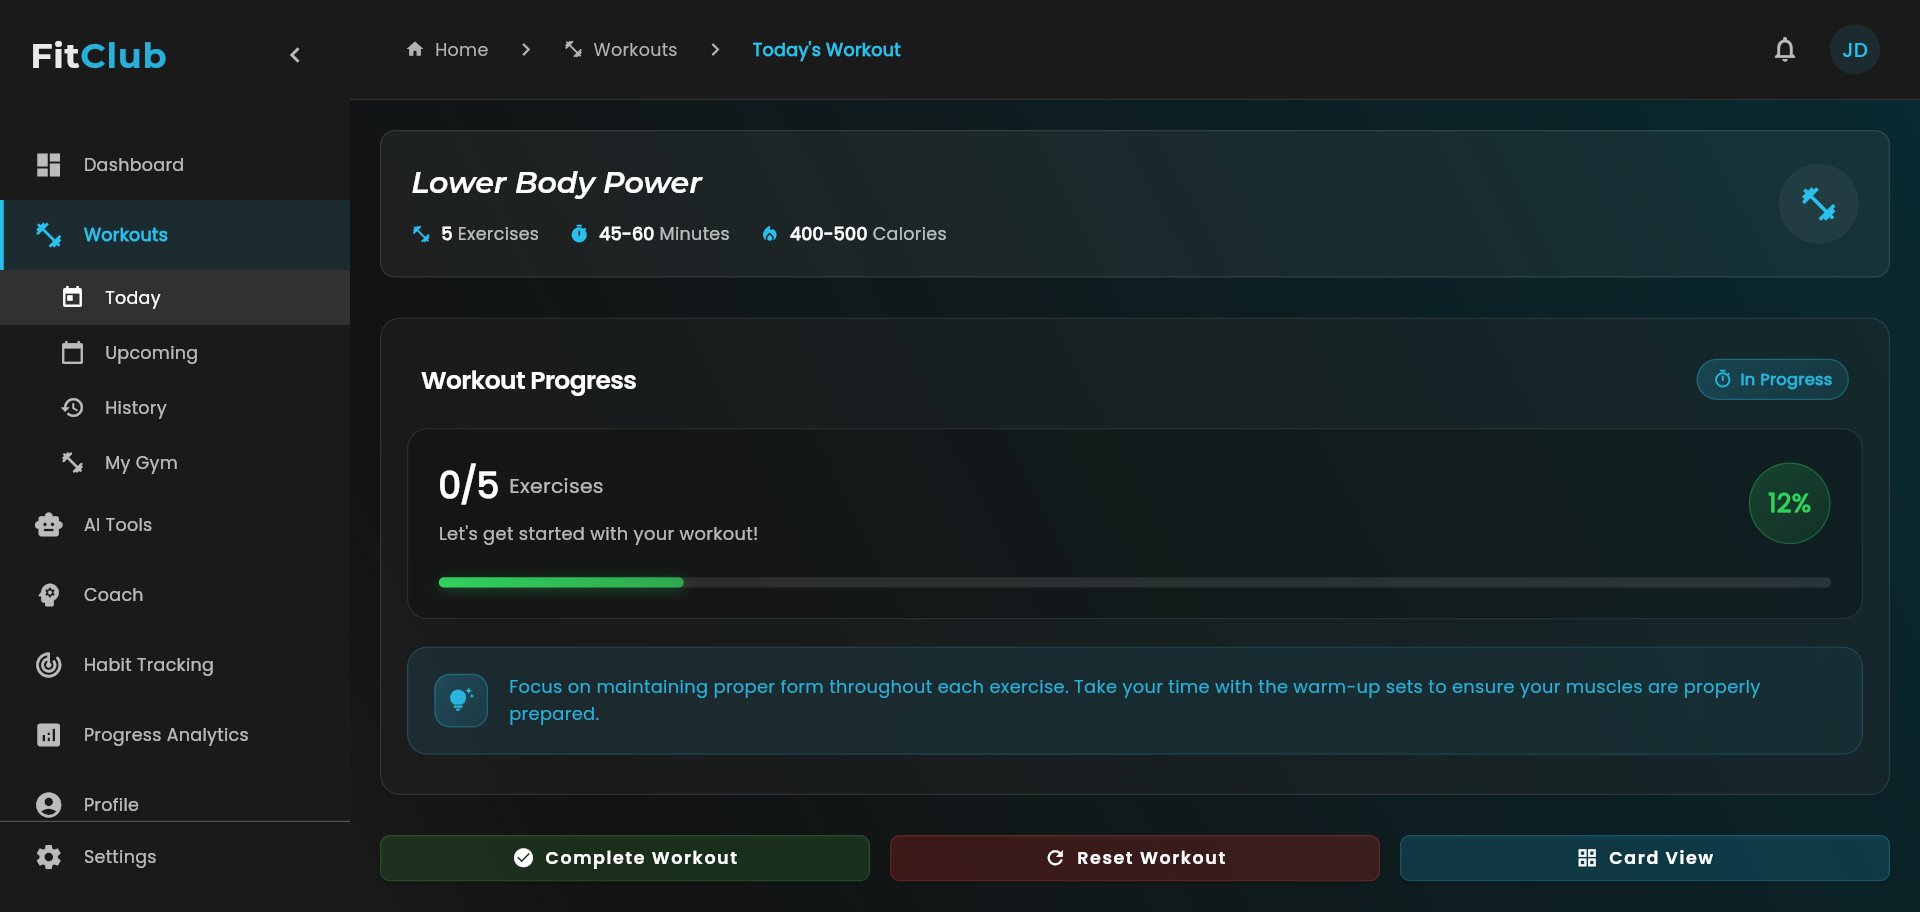 FitClub
Home
Workouts
Today's Workout
JD
Dashboard
Workouts
Today
Upcoming
History
My Gym
AI Tools
Coach
Habit Tracking
Progress Analytics
Profile
Settings
Lower Body Power
5 Exercises
45-60 Minutes
400-500 Calories
Workout Progress
In Progress
0/5 Exercises
Let's get started with your workout!
12%
Focus on maintaining proper form throughout each exercise. Take your time with the warm-up sets to ensure your muscles are properly
prepared.
Complete Workout
Reset Workout
Card View